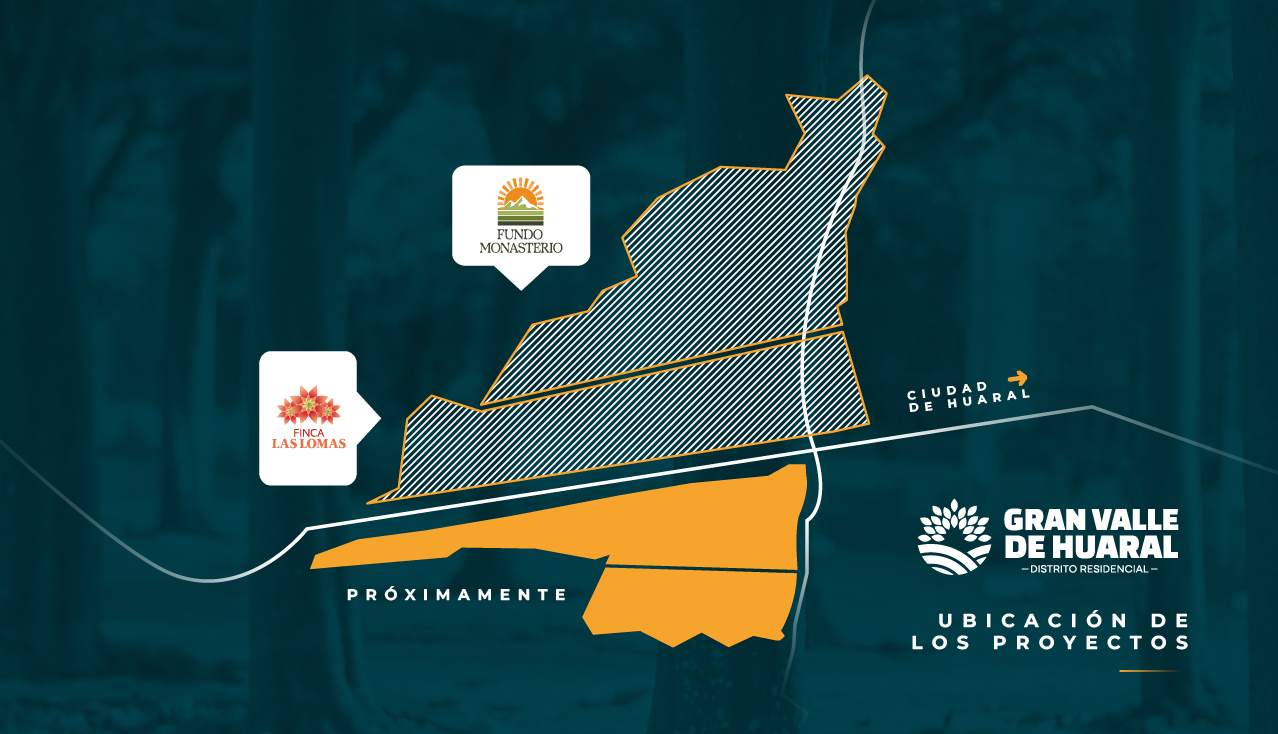 FUNDO
MONASTERIO
FINCA
LAS LOMAS
CIUDAD
DE HUARAL
PRÓXIMAMENTE
GRAN VALLE
DE HUARAL
DISTRITO RESIDENCIAL
UBICACIÓN DE
LOS PROYECTOS